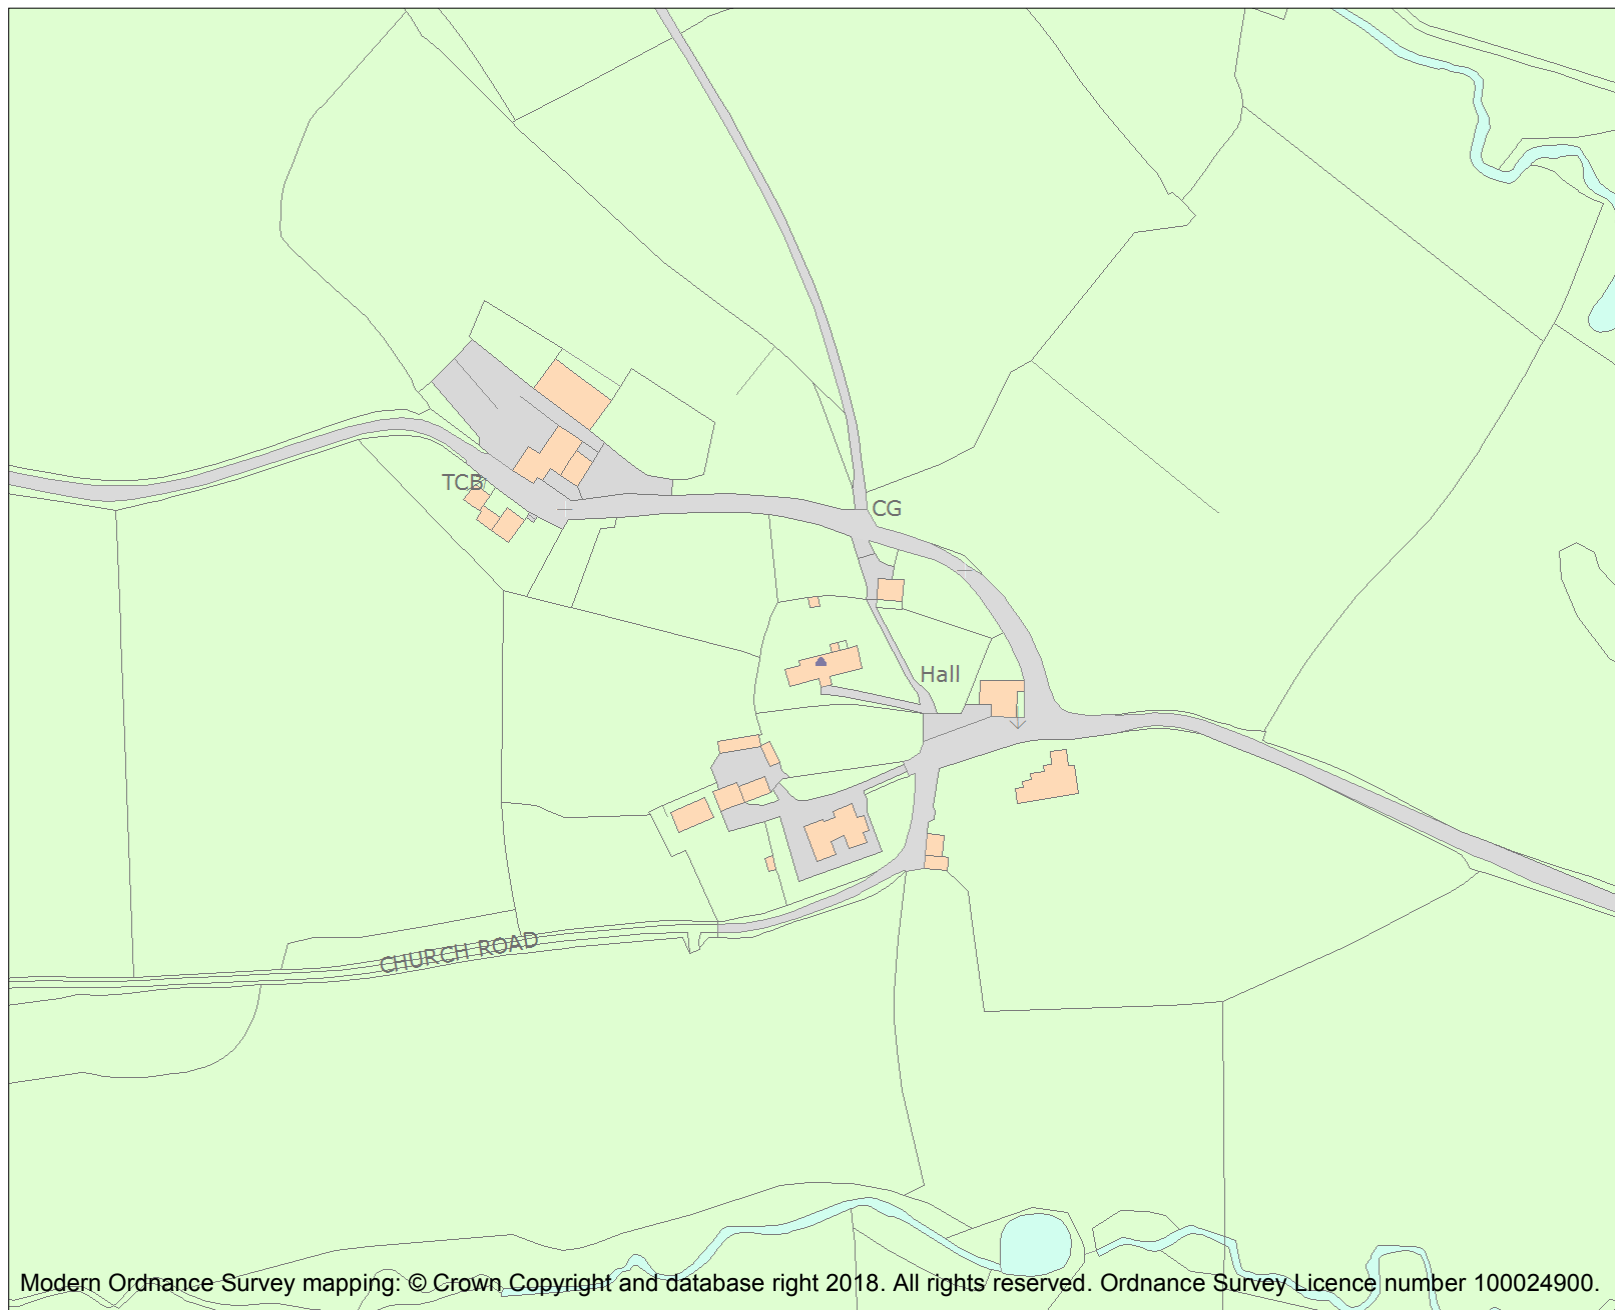 TCB
CG
Hall
CHURCH ROAD
Modern Ordnance Survey mapping: © Crown Copyright and database right 2018. All rights reserved. Ordnance Survey Licence number 100024900.